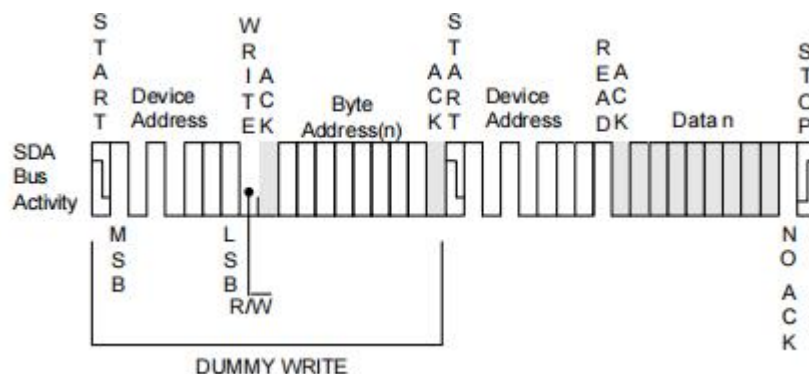 START
Device Address
WRITE
ACK
Byte Address(n)
ACK
START
Device Address
READ
ACK
Data n
STOP
SDA
Bus
Activity
MSB
LSB
R/W
NO ACK
DUMMY WRITE